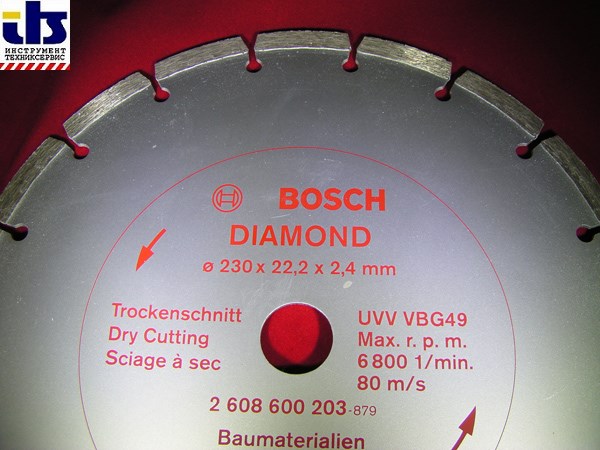 its
ИНСТРУМЕНТ
ТЕХНИКСЕРВИС
BOSCH
DIAMOND
ø 230 x 22,2 x 2,4 mm
Trockenschnitt
Dry Cutting
Sciage à sec
UVV VBG49
Max. r. p. m.
6 800 1/min.
80 m/s
2 608 600 203-879
Baumaterialien